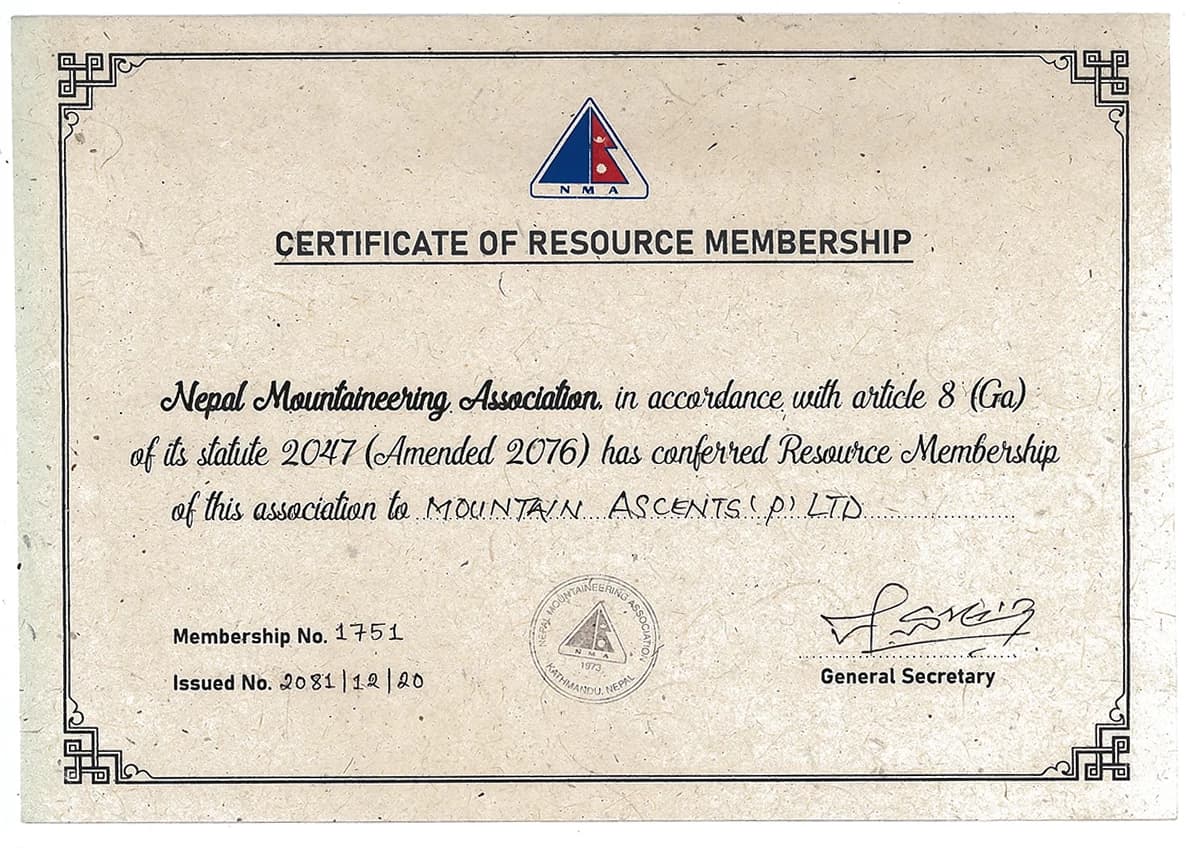 NMA
CERTIFICATE OF RESOURCE MEMBERSHIP
Nepal Mountaineering Association, in accordance with article 8 (Ga)
of its statute 2047 (Amended 2076) has conferred Resource Membership
of this association to MOUNTAIN ASCENTS (P) LTD
NEPAL MOUNTAINEERING ASSOCIATION
NMA
1973
KATHMANDU, NEPAL
Membership No. 1751
Issued No. 2081|12|20
General Secretary